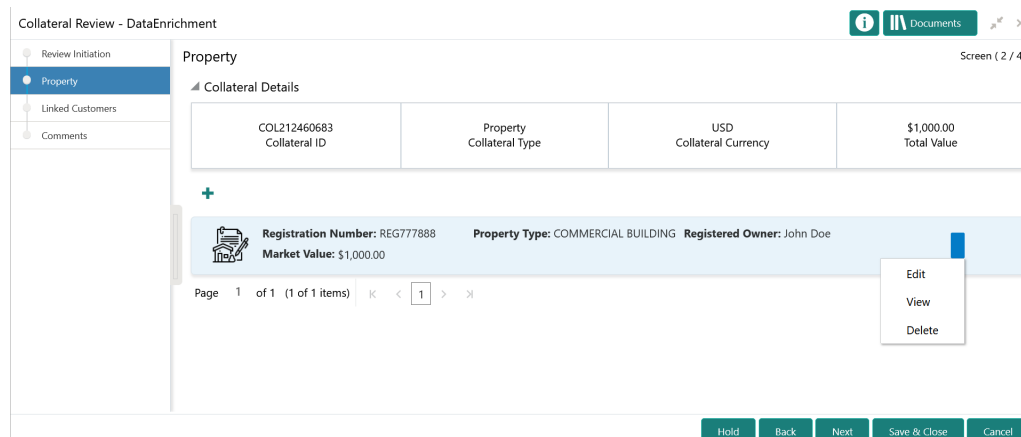 Collateral Review - DataEnrichment
Documents
Review Initiation
Property
Linked Customers
Comments
Property
Screen ( 2 / 4
Collateral Details
COL212460683
Collateral ID
Property
Collateral Type
USD
Collateral Currency
$1,000.00
Total Value
Registration Number: REG777888 Property Type: COMMERCIAL BUILDING Registered Owner: John Doe
Market Value: $1,000.00
Edit
View
Delete
Page 1 of 1 (1 of 1 items) 1
Hold Back Next Save & Close Cancel